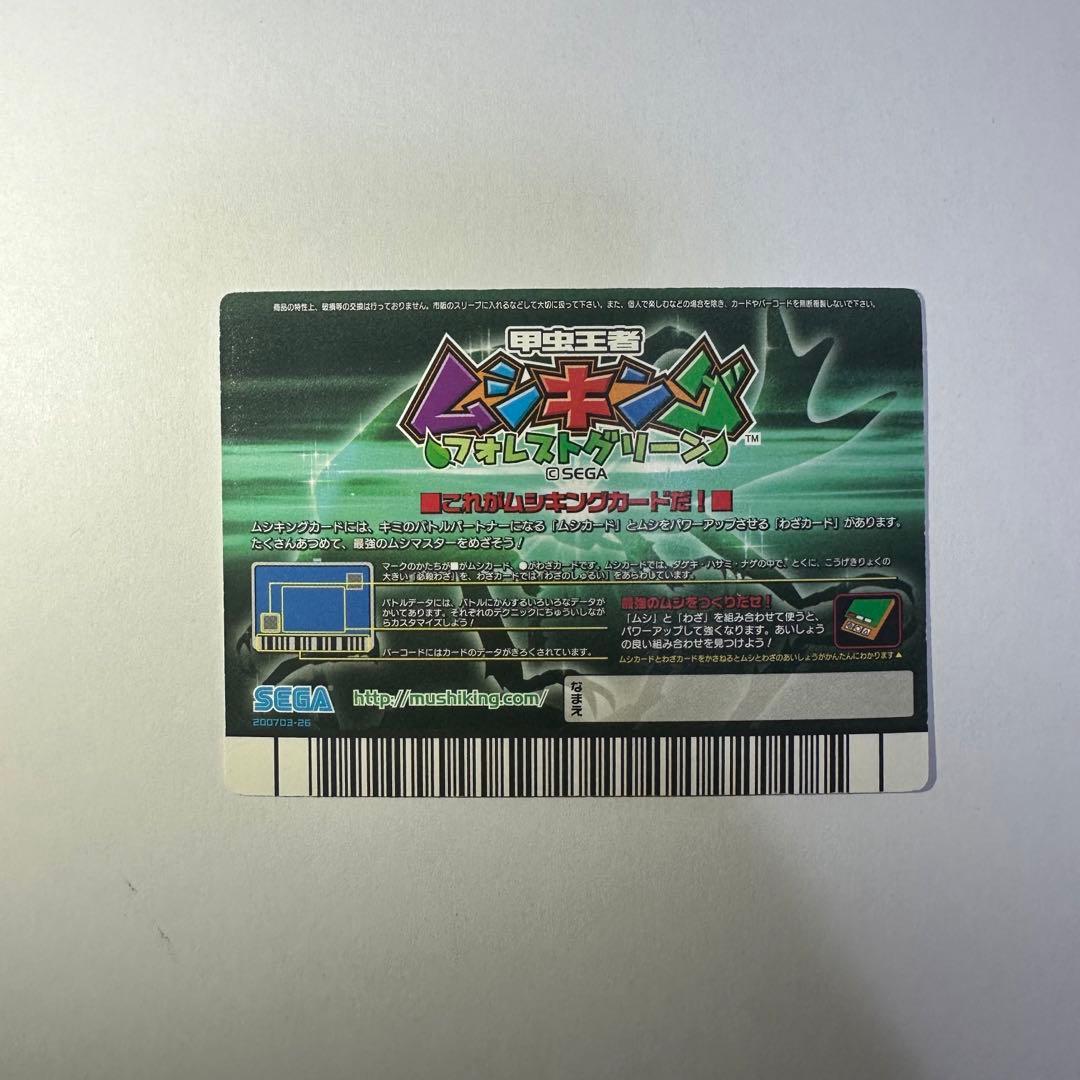 商品の特性上、破損等の交換は行っておりません。市販のスリーブに入れるなどして大切に扱って下さい。また、個人で楽しむなどの場合を除き、カードやバーコードを無断複製しないで下さい。
甲虫王者
ムシキング
TM
フォレストグリーン
©SEGA
■これがムシキングカードだ!■
ムシキングカードには、キミのバトルパートナーになる「ムシカード」とムシをパワーアップさせる「わざカード」があります。
たくさんあつめて、最強のムシマスターをめざそう!
マークのかたちが■がムシカード、●がわざカードです。ムシカードでは、ダゲキ・ハサミ・ナゲの中で、とくに、こうげきりょくの
大きい「必殺わざ」を、わざカードでは「わざのしゅるい」をあらわしています。
バトルデータには、バトルにかんするいろいろなデータが
かいてあります。それぞれのテクニックにちゅういしなが
らカスタマイズしよう!
バーコードにはカードのデータがきろくされています。
最強のムシをつくりだせ!
「ムシ」と「わざ」を組み合わせて使うと、
パワーアップして強くなります。あいしょう
の良い組み合わせを見つけよう!
ムシカードとわざカードをかさねるとムシとわざのあいしょうがかんたんにわかります▲
SEGA
200703-26
http://mushiking.com/
なまえ